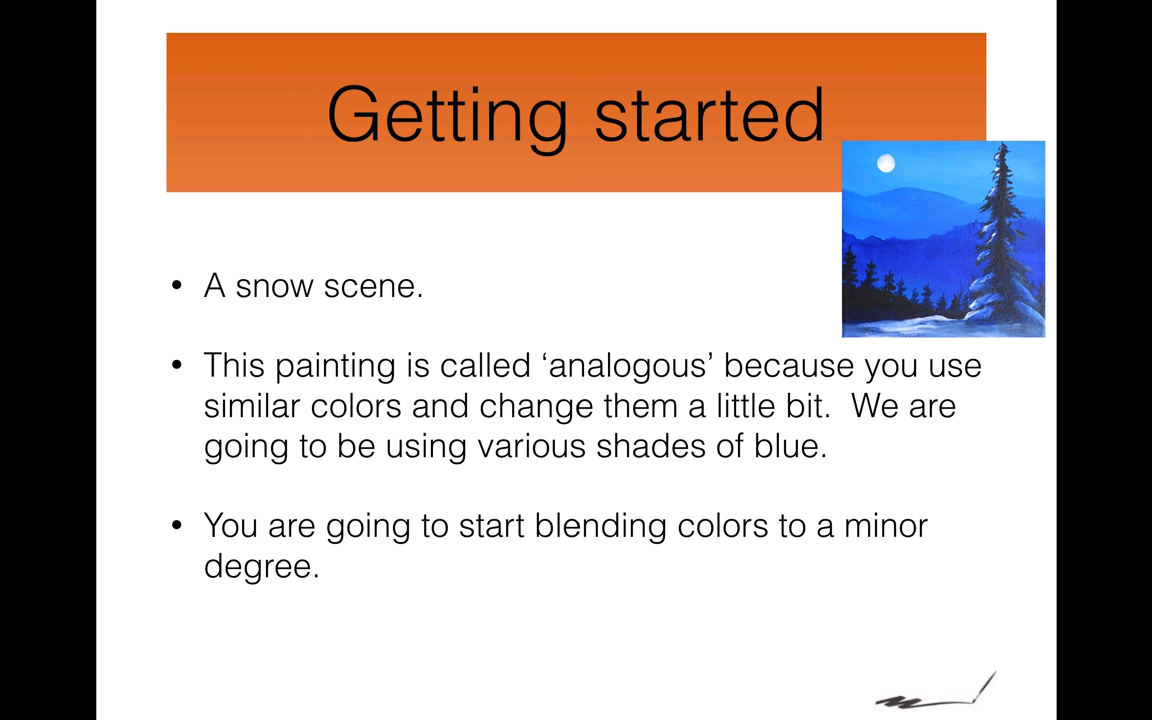 Getting started
• A snow scene.
• This painting is called ‘analogous’ because you use
similar colors and change them a little bit.  We are
going to be using various shades of blue.
• You are going to start blending colors to a minor
degree.